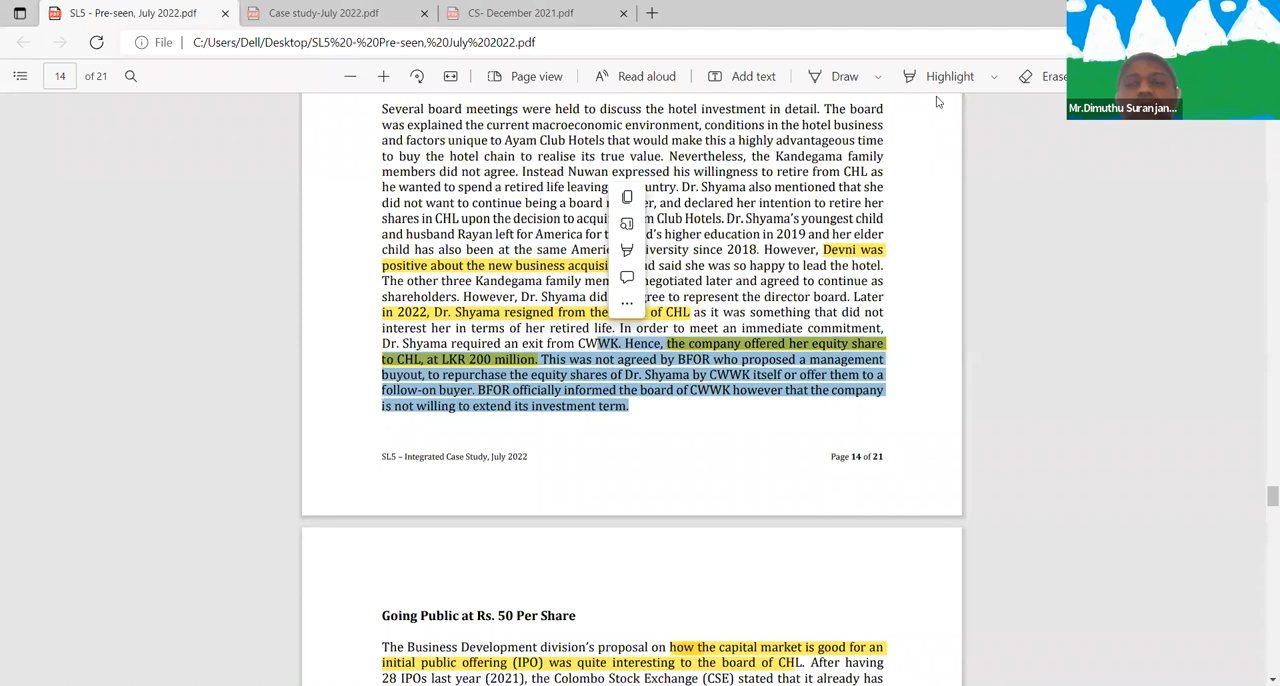 SL5 - Pre-seen, July 2022.pdf
Case study-July 2022.pdf
CS- December 2021.pdf
File
C:/Users/Dell/Desktop/SL5%20-%20Pre-seen,%20July%202022.pdf
14 of 21
Page view
Read aloud
Add text
Draw
Highlight
Erase
Mr.Dimuthu Suranjan...
Several board meetings were held to discuss the hotel investment in detail. The board
was explained the current macroeconomic environment, conditions in the hotel business
and factors unique to Ayam Club Hotels that would make this a highly advantageous time
to buy the hotel chain to realise its true value. Nevertheless, the Kandegama family
members did not agree. Instead Nuwan expressed his willingness to retire from CHL as
he wanted to spend a retired life leaving untry. Dr. Shyama also mentioned that she
did not want to continue being a board r, and declared her intention to retire her
shares in CHL upon the decision to acqui Club Hotels. Dr. Shyama's youngest child
and husband Rayan left for America for t d's higher education in 2019 and her elder
child has also been at the same Ameri iversity since 2018. However, Devni was
positive about the new business acquisi d said she was so happy to lead the hotel.
The other three Kandegama family mem negotiated later and agreed to continue as
shareholders. However, Dr. Shyama did gree to represent the director board. Later
in 2022, Dr. Shyama resigned from the of CHL as it was something that did not
interest her in terms of her retired life. In order to meet an immediate commitment,
Dr. Shyama required an exit from CWWK. Hence, the company offered her equity share
to CHL, at LKR 200 million. This was not agreed by BFOR who proposed a management
buyout, to repurchase the equity shares of Dr. Shyama by CWWK itself or offer them to a
follow-on buyer. BFOR officially informed the board of CWWK however that the company
is not willing to extend its investment term.
SL5 – Integrated Case Study, July 2022
Page 14 of 21
Going Public at Rs. 50 Per Share
The Business Development division's proposal on how the capital market is good for an
initial public offering (IPO) was quite interesting to the board of CHL. After having
28 IPOs last year (2021), the Colombo Stock Exchange (CSE) stated that it already has